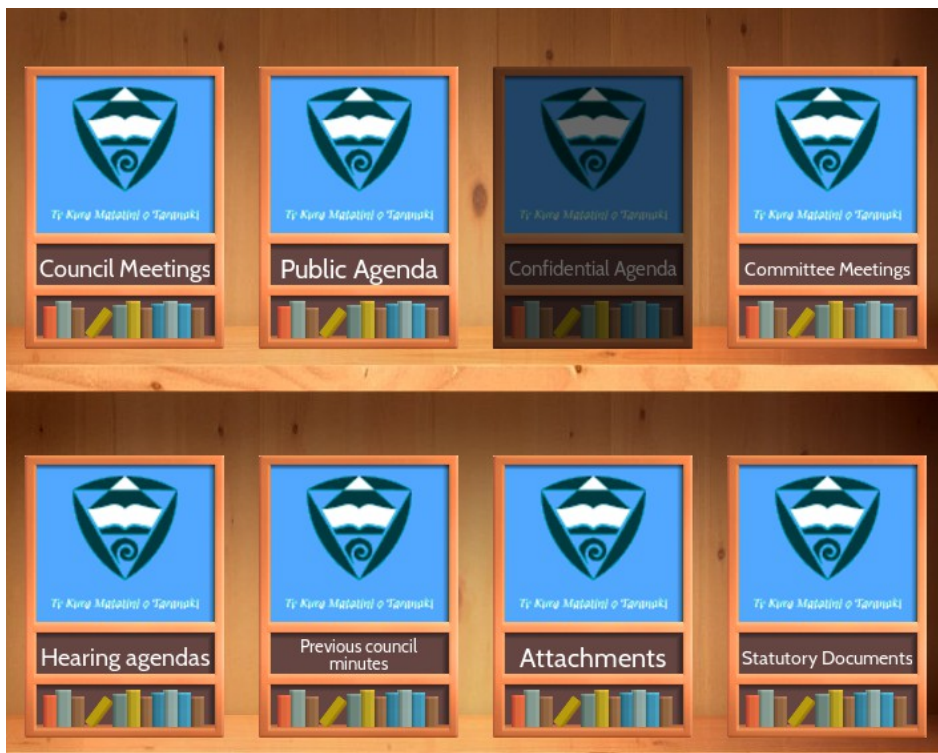 Te Kura Matatini o Taranaki
Te Kura Matatini o Taranaki
Te Kura Matatini o Taranaki
Te Kura Matatini o Taranaki
Council Meetings
Public Agenda
Confidential Agenda
Committee Meetings
Te Kura Matatini o Taranaki
Te Kura Matatini o Taranaki
Te Kura Matatini o Taranaki
Te Kura Matatini o Taranaki
Hearing agendas
Previous council
minutes
Attachments
Statutory Documents